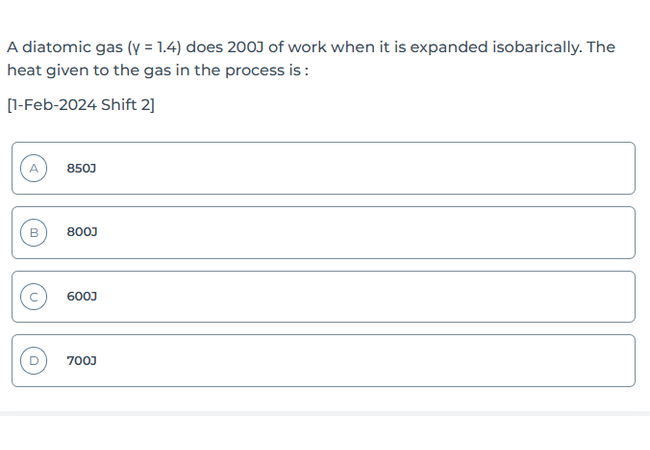 A diatomic gas (γ = 1.4) does 200J of work when it is expanded isobarically. The
heat given to the gas in the process is :
[1-Feb-2024 Shift 2]
A 850J
B 800J
C 600J
D 700J